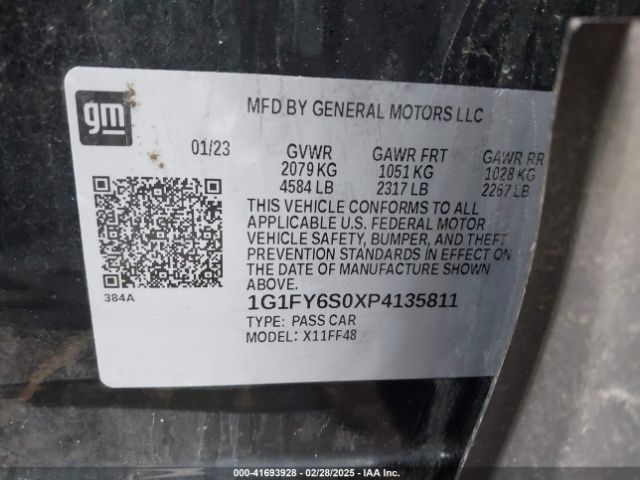 gm
MFD BY GENERAL MOTORS LLC
01/23 GVWR GAWR FRT GAWR RR
2079 KG 1051 KG 1028 KG
4584 LB 2317 LB 2267 LB
THIS VEHICLE CONFORMS TO ALL
APPLICABLE U.S. FEDERAL MOTOR
VEHICLE SAFETY, BUMPER, AND THEFT
PREVENTION STANDARDS IN EFFECT ON
THE DATE OF MANUFACTURE SHOWN
ABOVE.
384A
1G1FY6S0XP4135811
TYPE: PASS CAR
MODEL: X11FF48
000-41693928 - 02/28/2025 - IAA Inc.